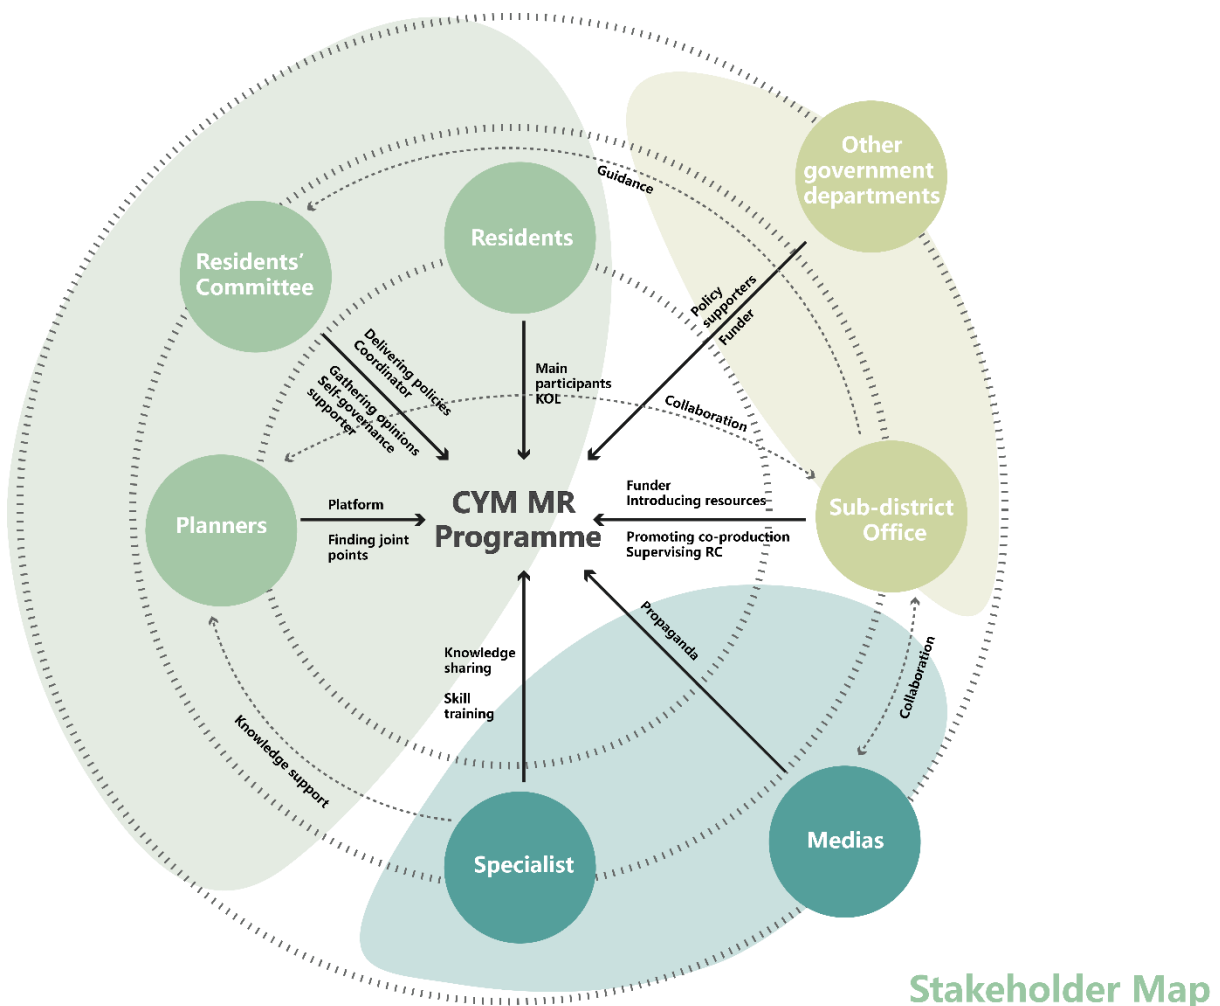 Other
government
departments
Guidance
Residents
Residents'
Committee
Policy
supporters
Funder
Delivering policies
Coordinator
Gathering opinions
Self-governance
supporter
Main
participants
KOL
Collaboration
CYM MR
Programme
Planners
Platform
Finding joint
points
Funder
Introducing resources
Promoting co-production
Supervising RC
Sub-district
Office
Propaganda
Collaboration
Knowledge
sharing
Skill
training
Knowledge support
Specialist
Medias
Stakeholder Map